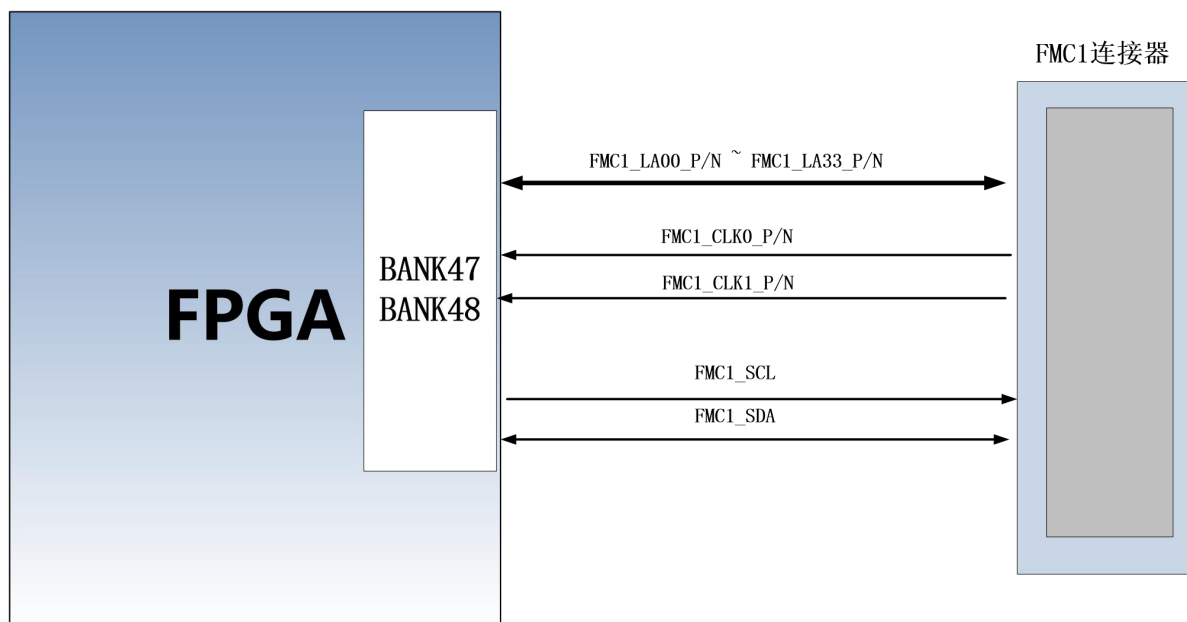 FMC1连接器
FMC1_LA00_P/N ~ FMC1_LA33_P/N
FMC1_CLK0_P/N
FMC1_CLK1_P/N
BANK47
BANK48
FPGA
FMC1_SCL
FMC1_SDA